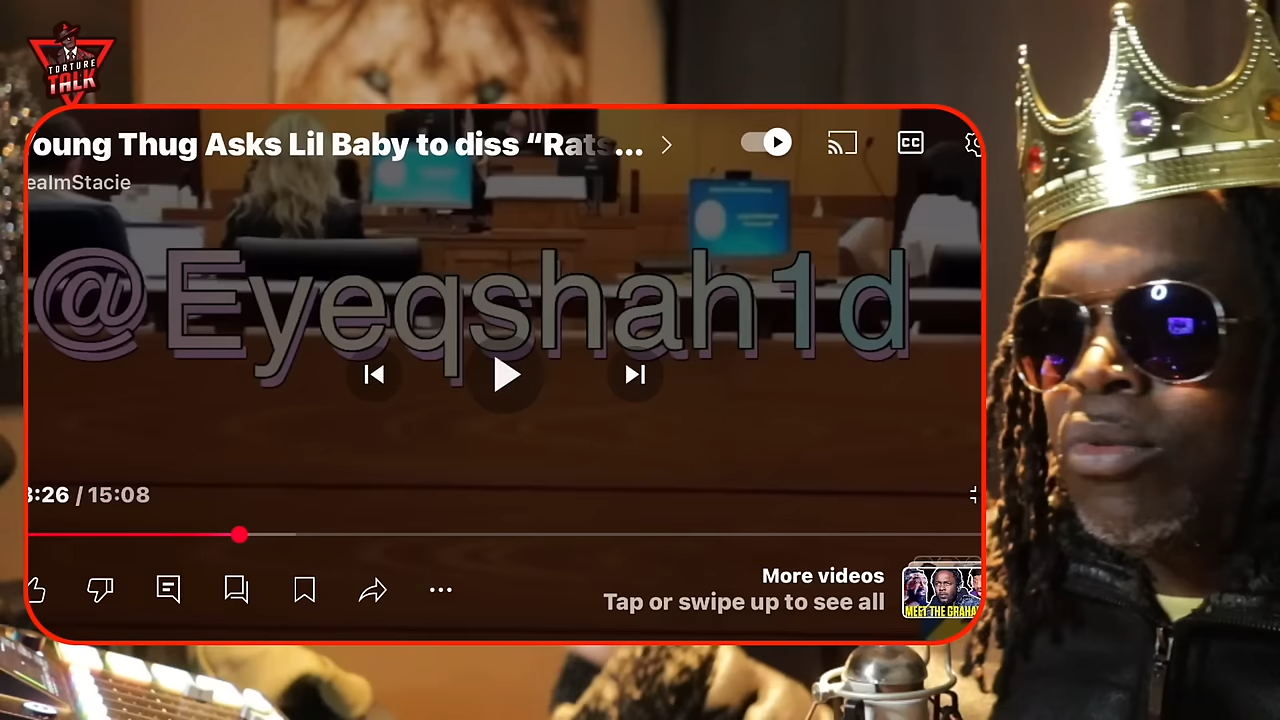 TORTURE
TALK
oung Thug Asks Lil Baby to diss “Rats...
ealmStacie
CC
@Eyeqshah1d
3:26 / 15:08
More videos
Tap or swipe up to see all
MEET THE GRAHA